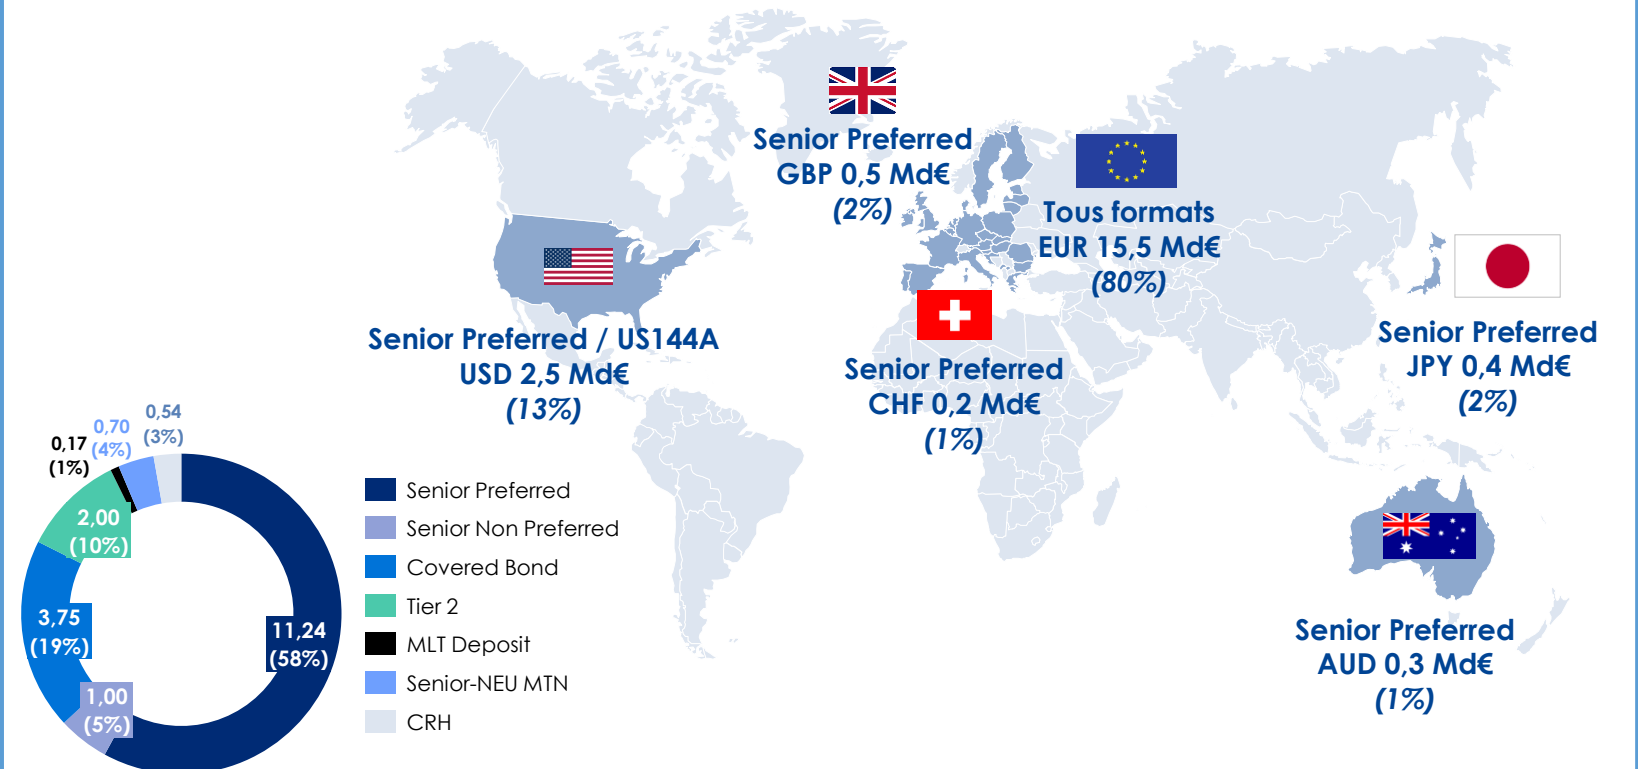 Senior Preferred
GBP 0,5 Md€
(2%)
Tous formats
EUR 15,5 Md€
(80%)
Senior Preferred / US144A
USD 2,5 Md€
(13%)
Senior Preferred
CHF 0,2 Md€
(1%)
Senior Preferred
JPY 0,4 Md€
(2%)
Senior Preferred
AUD 0,3 Md€
(1%)
0,54
(3%)
0,70
(4%)
0,17
(1%)
2,00
(10%)
3,75
(19%)
1,00
(5%)
11,24
(58%)
Senior Preferred
Senior Non Preferred
Covered Bond
Tier 2
MLT Deposit
Senior-NEU MTN
CRH